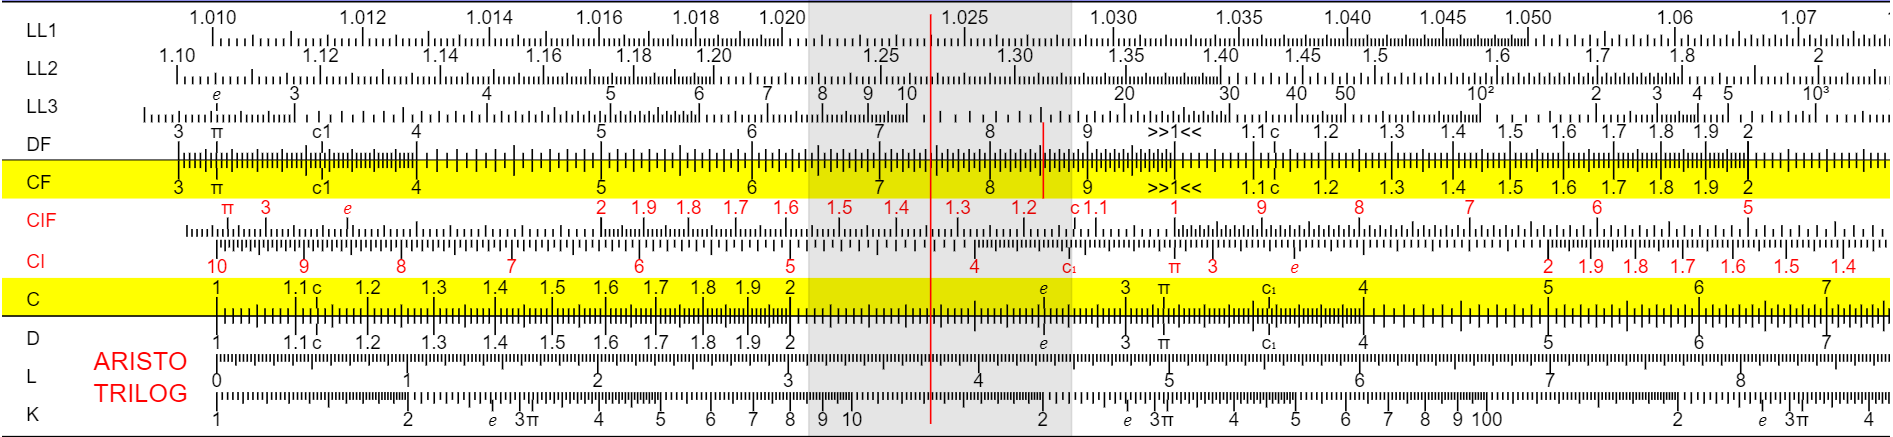 LL1 1.010 1.012 1.014 1.016 1.018 1.020 1.025 1.030 1.035 1.040 1.045 1.050 1.06 1.07
LL2 1.10 1.12 1.14 1.16 1.18 1.20 1.25 1.30 1.35 1.40 1.45 1.5 1.6 1.7 1.8 2
LL3 e 3 4 5 6 7 8 9 10 20 30 40 50 10² 2 3 4 5 10³
DF 3 π c1 4 5 6 7 8 9 >>1<< 1.1 c 1.2 1.3 1.4 1.5 1.6 1.7 1.8 1.9 2
CF 3 π c1 4 5 6 7 8 9 >>1<< 1.1 c 1.2 1.3 1.4 1.5 1.6 1.7 1.8 1.9 2
CIF π 3 e 2 1.9 1.8 1.7 1.6 1.5 1.4 1.3 1.2 c 1.1 1 9 8 7 6 5
CI 10 9 8 7 6 5 4 c₁ π 3 e 2 1.9 1.8 1.7 1.6 1.5 1.4
C 1 1.1 c 1.2 1.3 1.4 1.5 1.6 1.7 1.8 1.9 2 e 3 π c₁ 4 5 6 7
D 1 1.1 c 1.2 1.3 1.4 1.5 1.6 1.7 1.8 1.9 2 e 3 π c₁ 4 5 6 7
ARISTO
TRILOG
L 0 1 2 3 4 5 6 7 8
K 1 2 e 3 π 4 5 6 7 8 9 10 2 e 3 π 4 5 6 7 8 9 100 2 e 3 π 4